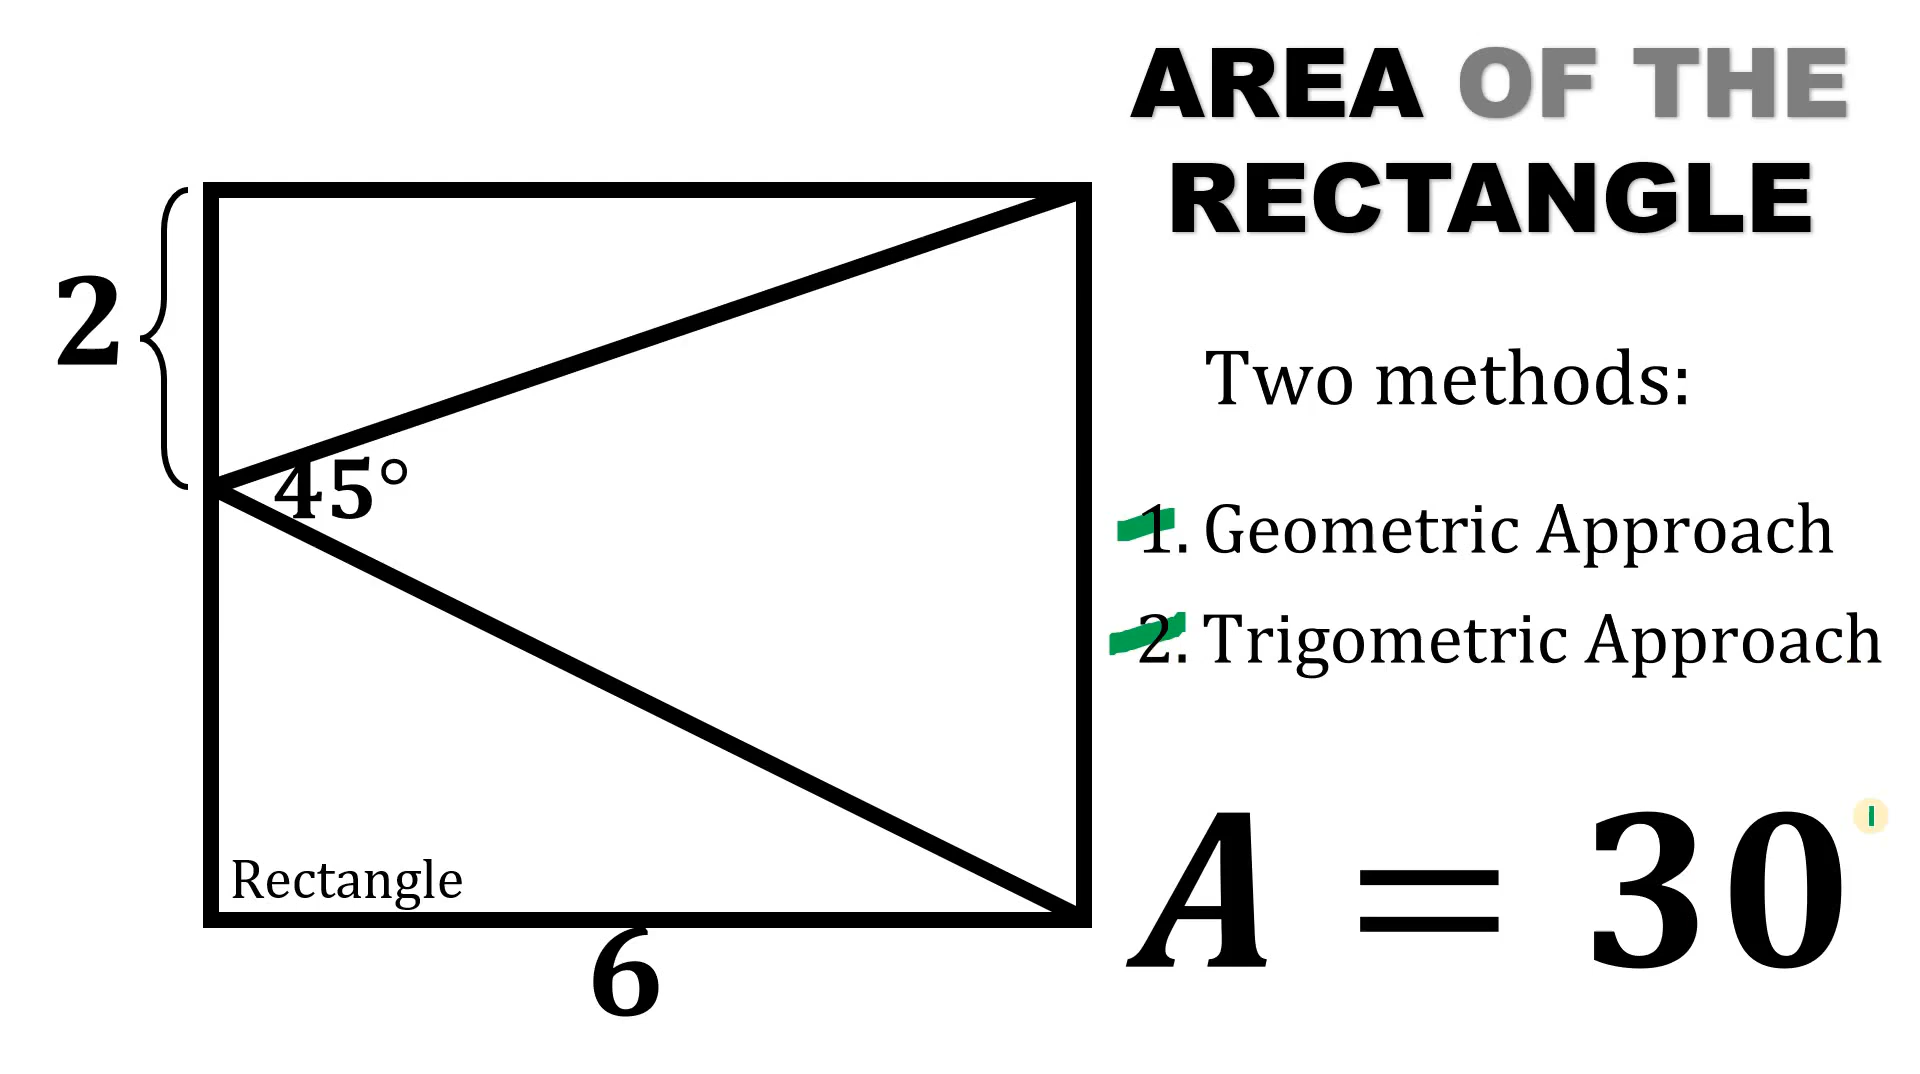 AREA OF THE
RECTANGLE
2
Two methods:
45°
1. Geometric Approach
2. Trigometric Approach
Rectangle
A = 30
6